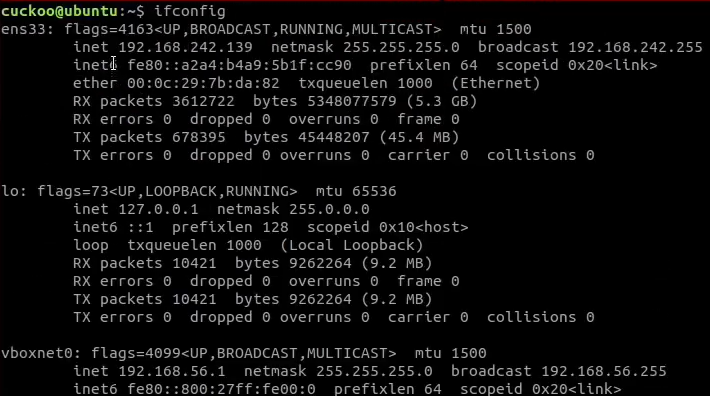 cuckoo@ubuntu:~$ ifconfig
ens33: flags=4163<UP,BROADCAST,RUNNING,MULTICAST>  mtu 1500
        inet 192.168.242.139  netmask 255.255.255.0  broadcast 192.168.242.255
        inet6 fe80::a2a4:b4a9:5b1f:cc90  prefixlen 64  scopeid 0x20<link>
        ether 00:0c:29:7b:da:82  txqueuelen 1000  (Ethernet)
        RX packets 3612722  bytes 5348077579 (5.3 GB)
        RX errors 0  dropped 0  overruns 0  frame 0
        TX packets 678395  bytes 45448207 (45.4 MB)
        TX errors 0  dropped 0 overruns 0  carrier 0  collisions 0

lo: flags=73<UP,LOOPBACK,RUNNING>  mtu 65536
        inet 127.0.0.1  netmask 255.0.0.0
        inet6 ::1  prefixlen 128  scopeid 0x10<host>
        loop  txqueuelen 1000  (Local Loopback)
        RX packets 10421  bytes 9262264 (9.2 MB)
        RX errors 0  dropped 0  overruns 0  frame 0
        TX packets 10421  bytes 9262264 (9.2 MB)
        TX errors 0  dropped 0 overruns 0  carrier 0  collisions 0

vboxnet0: flags=4099<UP,BROADCAST,MULTICAST>  mtu 1500
        inet 192.168.56.1  netmask 255.255.255.0  broadcast 192.168.56.255
        inet6 fe80::800:27ff:fe00:0  prefixlen 64  scopeid 0x20<link>